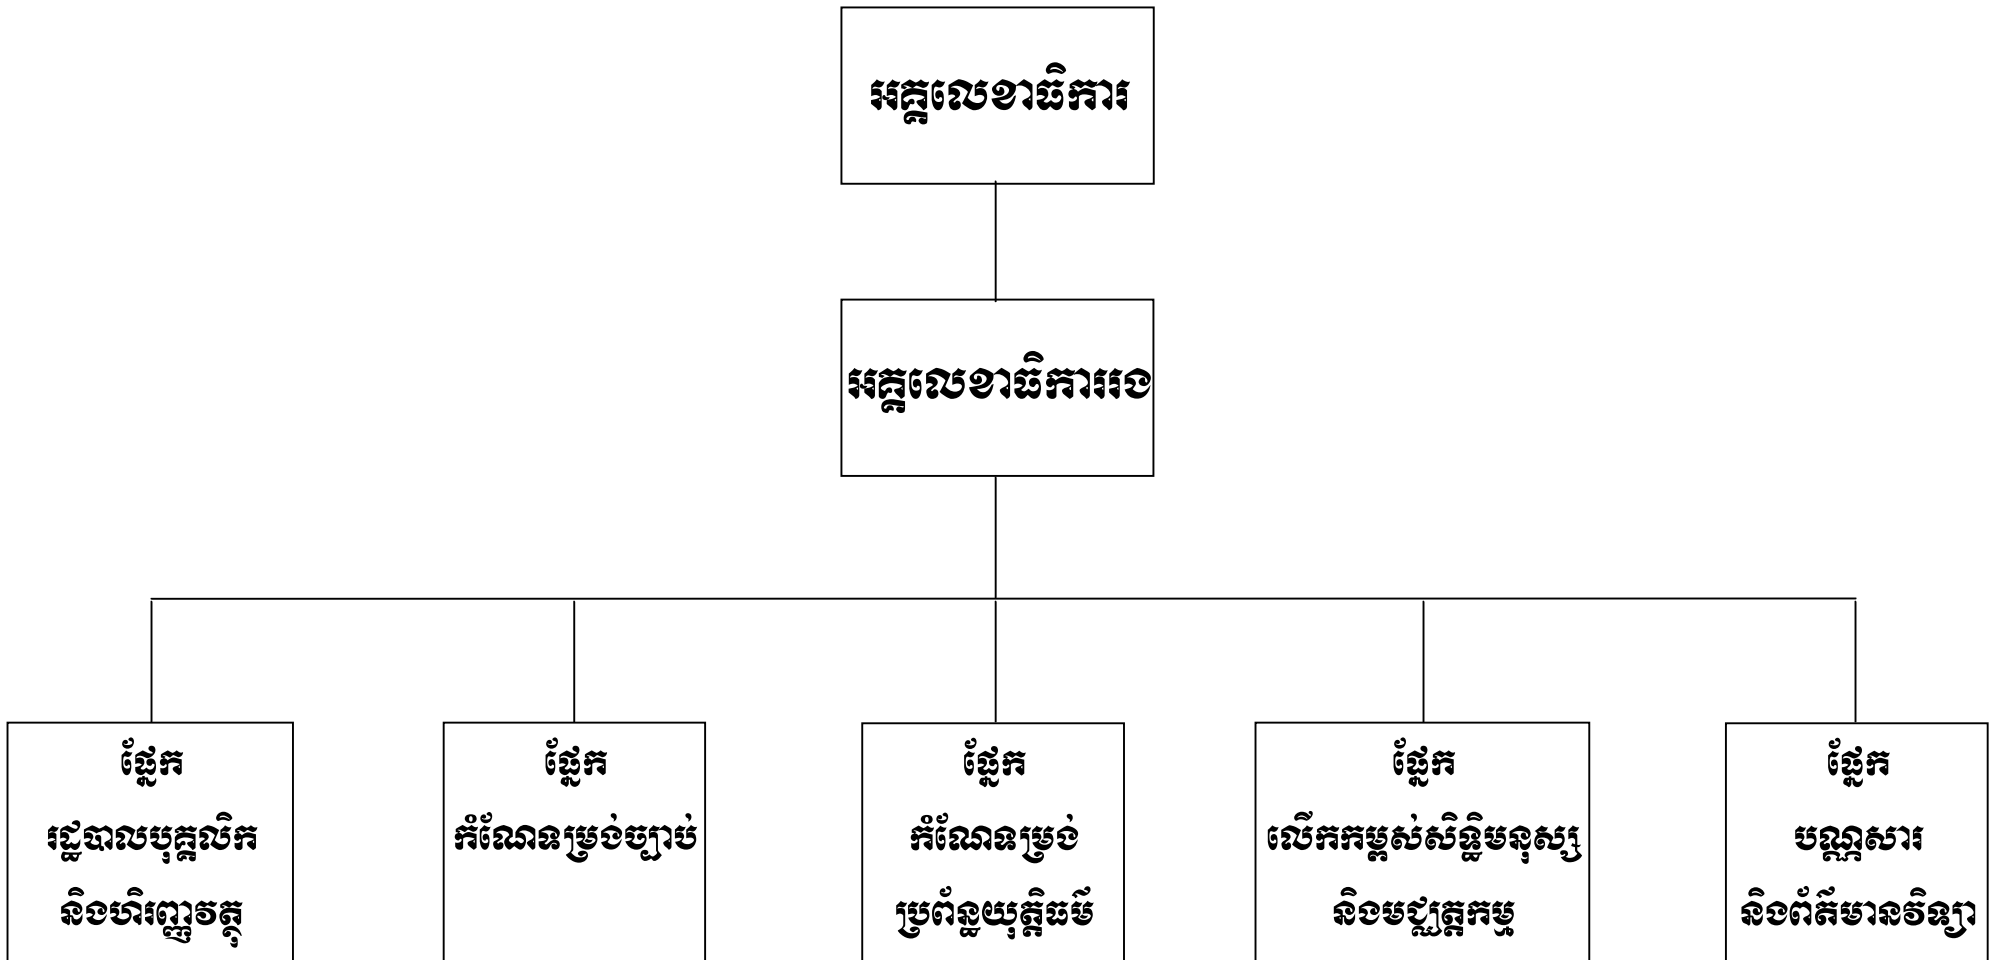 អគ្គលេខាធិការ
អគ្គលេខាធិការរង
ផ្នែក
រដ្ឋបាលបុគ្គលិក
និងហិរញ្ញវត្ថុ
ផ្នែក
កំណែទម្រង់ច្បាប់
ផ្នែក
កំណែទម្រង់
ប្រព័ន្ធយុត្តិធម៌
ផ្នែក
លើកកម្ពស់សិទ្ធិមនុស្ស
និងមជ្ឈត្តកម្ម
ផ្នែក
បណ្ណសារ
និងព័ត៌មានវិទ្យា